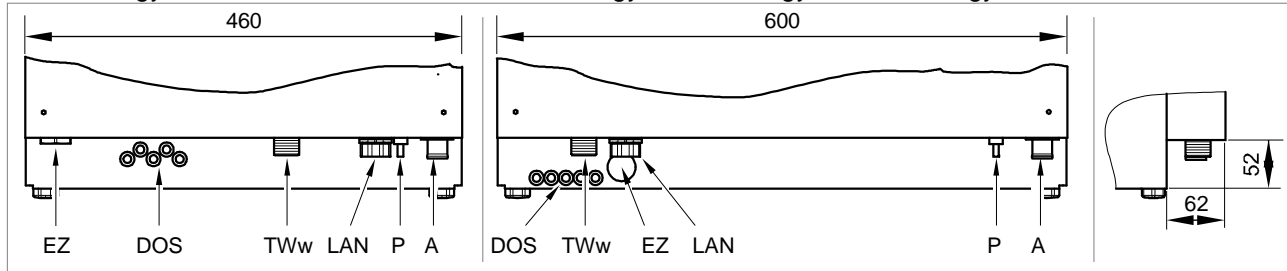 460
600
52
62
EZ DOS TWw LAN P A
DOS TWw EZ LAN P A